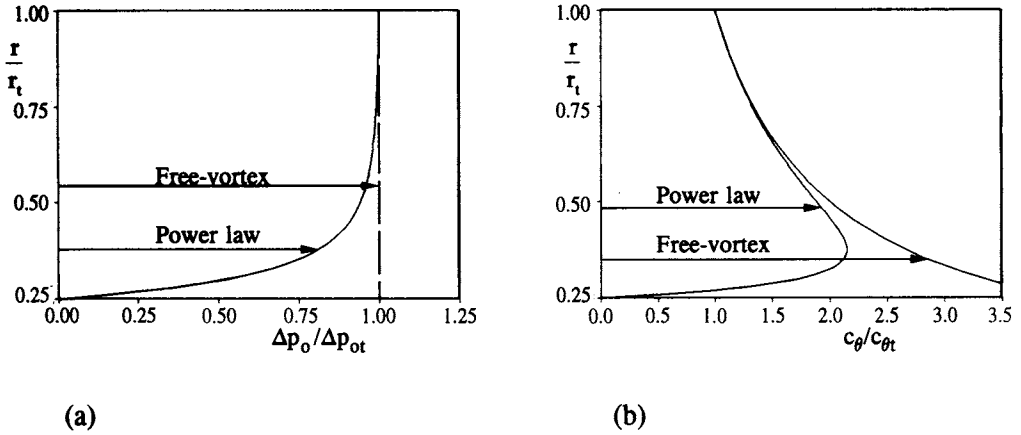 1.00
r
r_t
0.75
0.50
0.25
Free-vortex
Power law
0.00 0.25 0.50 0.75 1.00 1.25
Δp_o/Δp_ot
(a)
1.00
r
r_t
0.75
0.50
0.25
Power law
Free-vortex
0.0 0.5 1.0 1.5 2.0 2.5 3.0 3.5
c_θ/c_θt
(b)